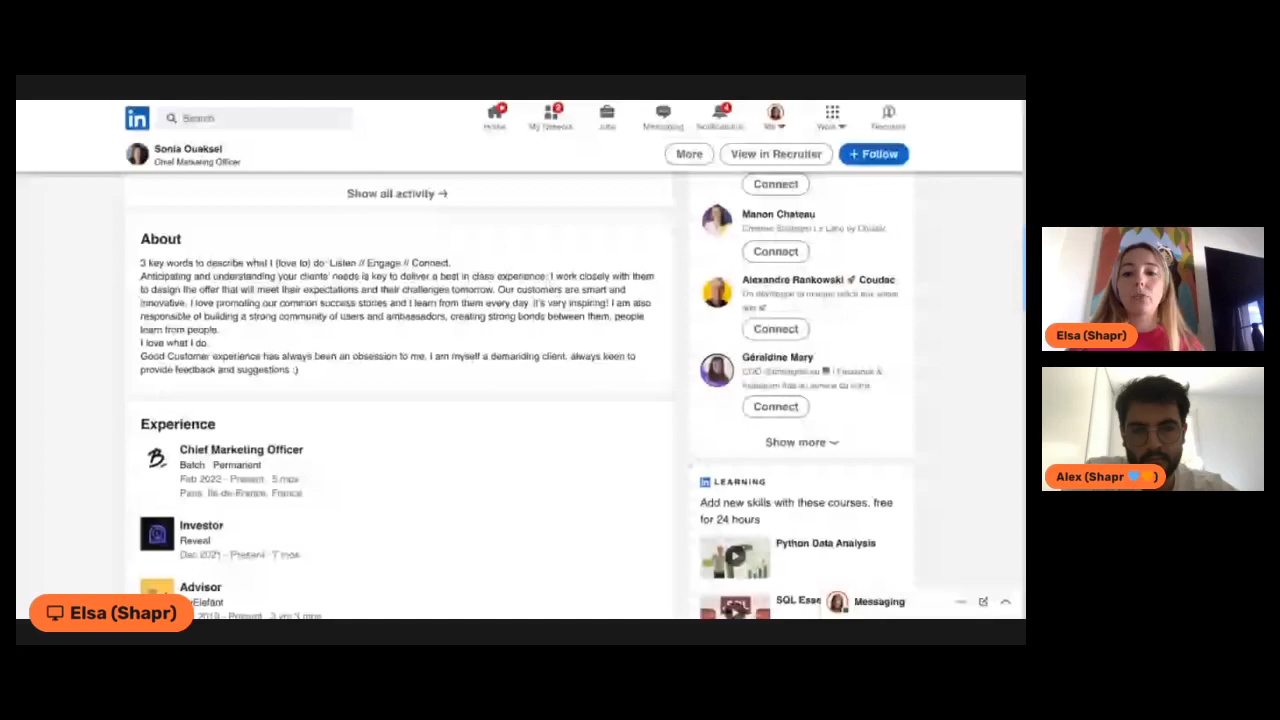 in Search
Home
My Network
Jobs
Messaging
Notifications
Me
Work
Recruiter
Sonia Ouaksel
Chief Marketing Officer
More
View in Recruiter
+ Follow
Show all activity →
About
3 key words to describe what I (love to) do: Listen // Engage // Connect.
Anticipating and understanding your clients' needs is key to deliver a best in class experience: I work closely with them
to design the offer that will meet their expectations and their challenges tomorrow. Our customers are smart and
innovative. I love promoting our common success stories and I learn from them every day. It's very inspiring! I am also
responsible of building a strong community of users and ambassadors, creating strong bonds between them, people
learn from people.
I love what I do.
Good Customer experience has always been an obsession to me. I am myself a demanding client, always keen to
provide feedback and suggestions :)
Experience
Chief Marketing Officer
Batch · Permanent
Feb 2022 - Present · 5 mos
Paris, Île-de-France, France
Investor
Reveal
Dec 2021 - Present · 7 mos
Advisor
Elsa (Shapr)
Connect
Manon Chateau
Connect
Alexandre Rankowski 🚀 Coudac
Connect
Géraldine Mary
Connect
Show more
in LEARNING
Add new skills with these courses, free
for 24 hours
Python Data Analysis
SQL Esse
Messaging
Elsa (Shapr)
Alex (Shapr 💙🧡)